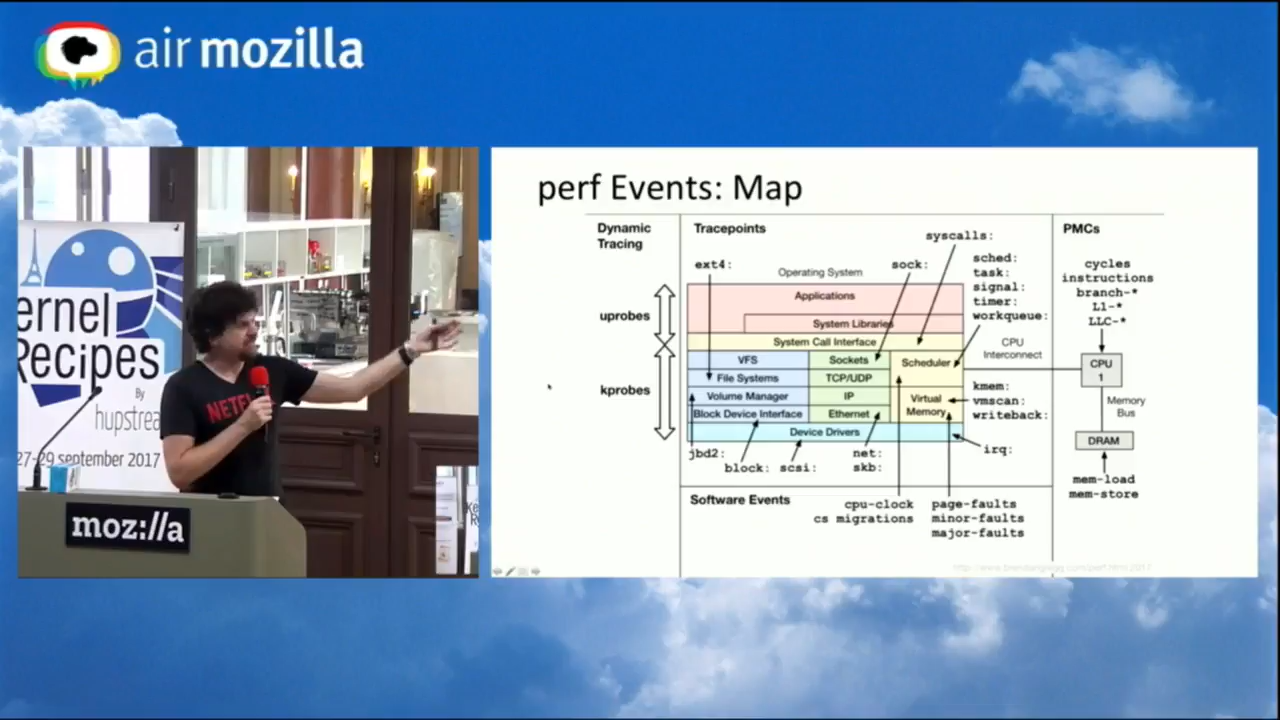 air mozilla
ernel
Recipes
By
hupstrea
27-29 september 2017
NETFL
moz://a
perf Events: Map
Dynamic
Tracing
Tracepoints
PMCs
syscalls:
ext4:
Operating System
sock:
sched:
task:
signal:
timer:
workqueue:
cycles
instructions
branch-*
L1-*
LLC-*
uprobes
kprobes
Applications
System Libraries
System Call Interface
VFS
Sockets
Scheduler
File Systems
TCP/UDP
Volume Manager
IP
Virtual
Memory
Block Device Interface
Ethernet
Device Drivers
CPU
Interconnect
CPU
1
Memory
Bus
DRAM
kmem:
vmscan:
writeback:
jbd2:
block:
scsi:
net:
skb:
irq:
mem-load
mem-store
Software Events
cpu-clock
cs migrations
page-faults
minor-faults
major-faults